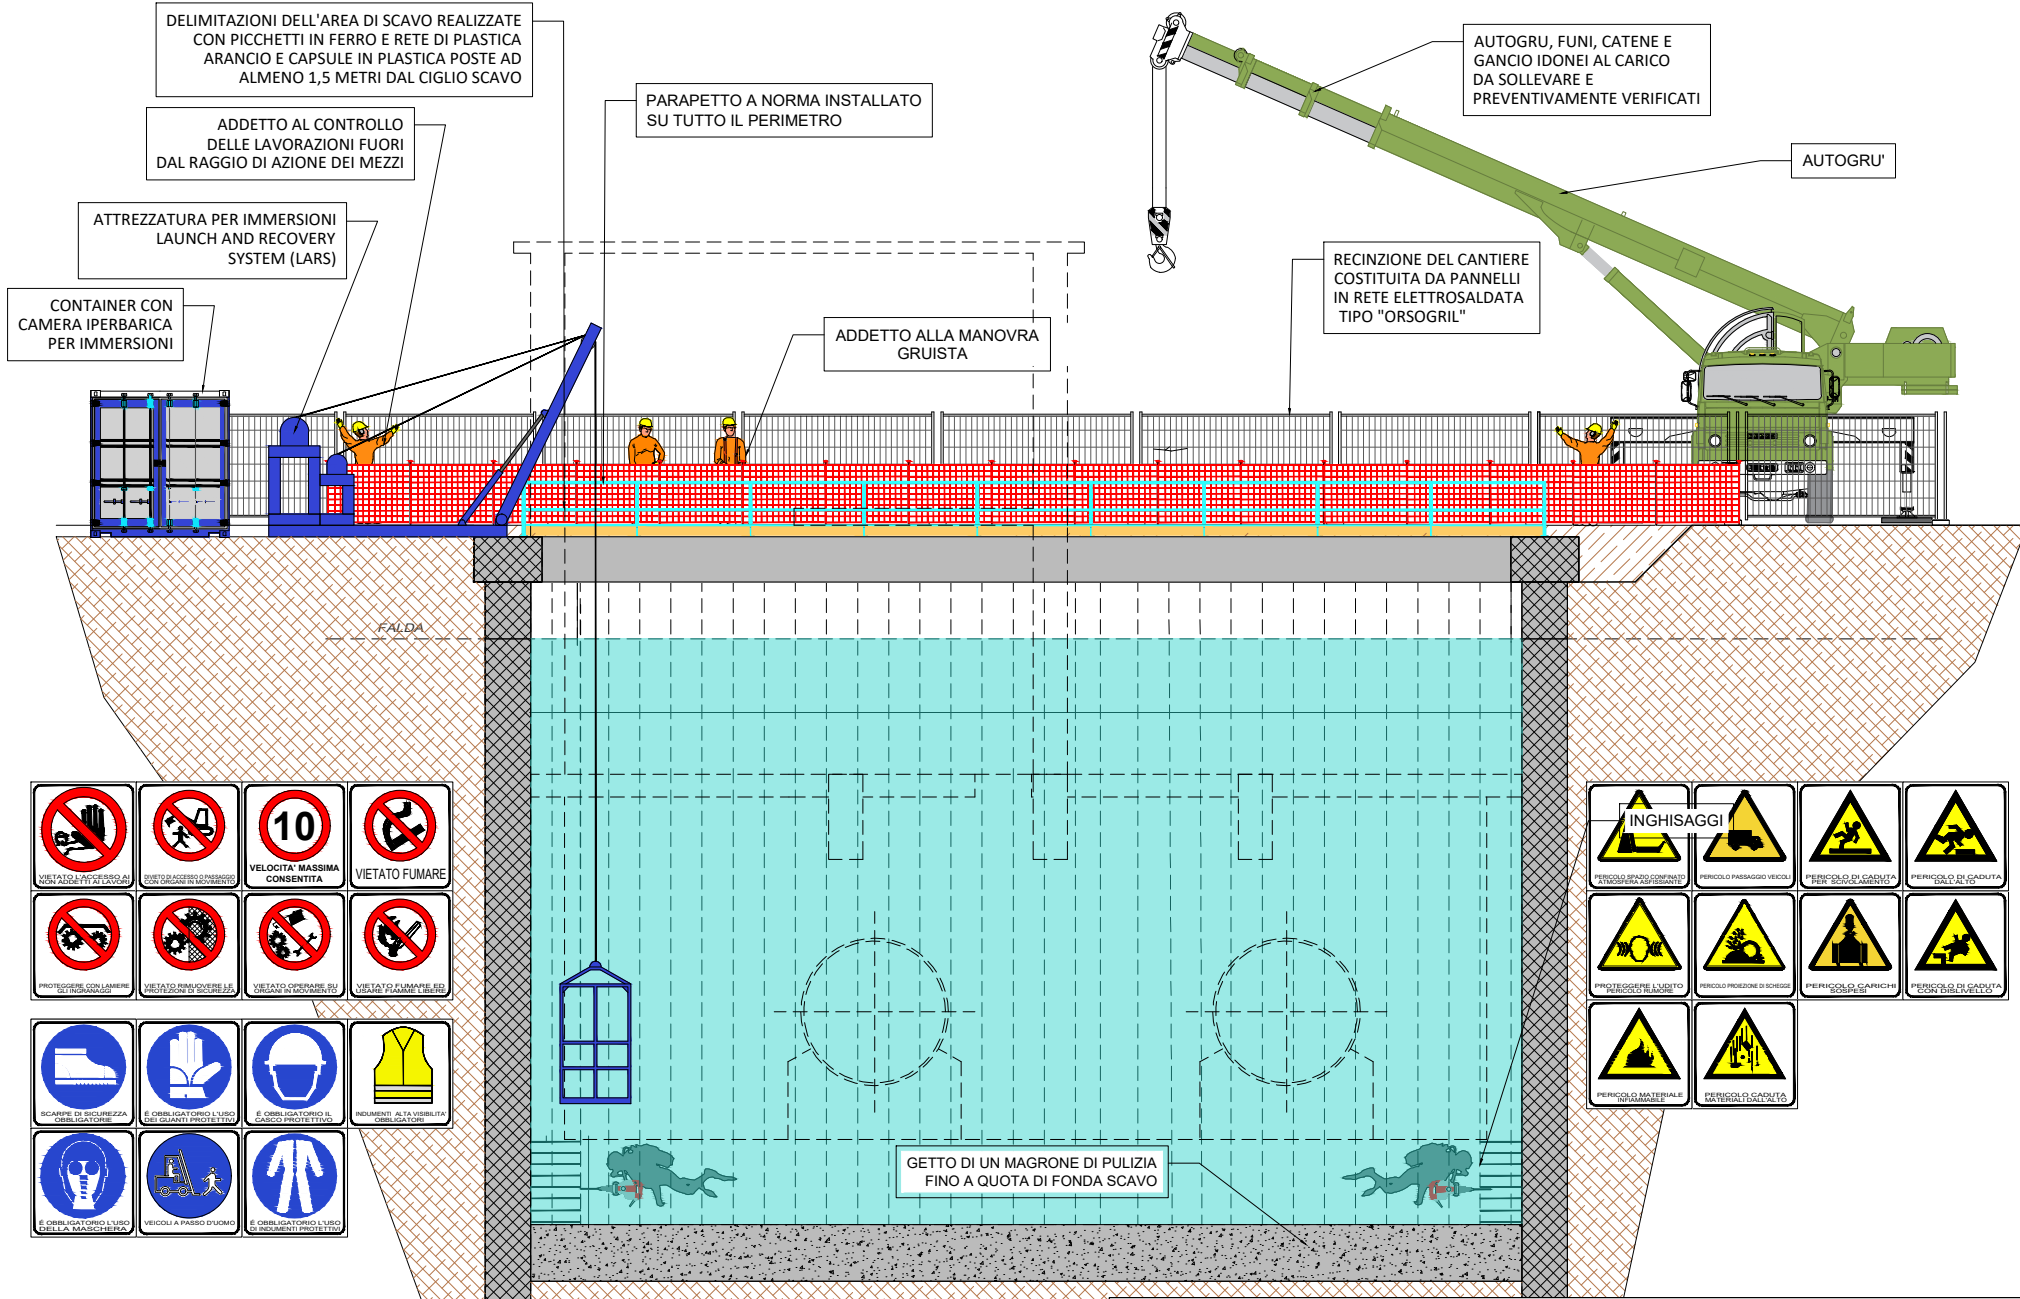 DELIMITAZIONI DELL'AREA DI SCAVO REALIZZATE
CON PICCHETTI IN FERRO E RETE DI PLASTICA
ARANCIO E CAPSULE IN PLASTICA POSTE AD
ALMENO 1,5 METRI DAL CIGLIO SCAVO
ADDETTO AL CONTROLLO
DELLE LAVORAZIONI FUORI
DAL RAGGIO DI AZIONE DEI MEZZI
ATTREZZATURA PER IMMERSIONI
LAUNCH AND RECOVERY
SYSTEM (LARS)
CONTAINER CON
CAMERA IPERBARICA
PER IMMERSIONI
PARAPETTO A NORMA INSTALLATO
SU TUTTO IL PERIMETRO
ADDETTO ALLA MANOVRA
GRUISTA
AUTOGRU, FUNI, CATENE E
GANCIO IDONEI AL CARICO
DA SOLLEVARE E
PREVENTIVAMENTE VERIFICATI
AUTOGRU'
RECINZIONE DEL CANTIERE
COSTITUITA DA PANNELLI
IN RETE ELETTROSALDATA
TIPO "ORSOGRIL"
FALDA
VIETATO L'ACCESSO AI
NON ADDETTI AI LAVORI
DIVIETO DI ACCESSO O PASSAGGIO
CON ORGANI IN MOVIMENTO
10
VELOCITA' MASSIMA
CONSENTITA
VIETATO FUMARE
PROTEGGERE CON LAMIERE
GLI INGRANAGGI
VIETATO RIMUOVERE LE
PROTEZIONI DI SICUREZZA
VIETATO OPERARE SU
ORGANI IN MOVIMENTO
VIETATO FUMARE ED
USARE FIAMME LIBERE
SCARPE DI SICUREZZA
OBBLIGATORIE
É OBBLIGATORIO L'USO
DEI GUANTI PROTETTIVI
É OBBLIGATORIO IL
CASCO PROTETTIVO
INDUMENTI ALTA VISIBILITA'
OBBLIGATORI
É OBBLIGATORIO L'USO
DELLA MASCHERA
VEICOLI A PASSO D'UOMO
É OBBLIGATORIO L'USO
DI INDUMENTI PROTETTIVI
INGHISAGGI
PERICOLO SPAZIO CONFINATO
ATMOSFERA ASFISSIANTE
PERICOLO PASSAGGIO VEICOLI
PERICOLO DI CADUTA
PER SCIVOLAMENTO
PERICOLO DI CADUTA
DALL'ALTO
PROTEGGERE L'UDITO
PERICOLO RUMORE
PERICOLO PROIEZIONE DI SCHEGGE
PERICOLO CARICHI
SOSPESI
PERICOLO DI CADUTA
CON DISLIVELLO
PERICOLO MATERIALE
INFIAMMABILE
PERICOLO CADUTA
MATERIALI DALL'ALTO
GETTO DI UN MAGRONE DI PULIZIA
FINO A QUOTA DI FONDA SCAVO